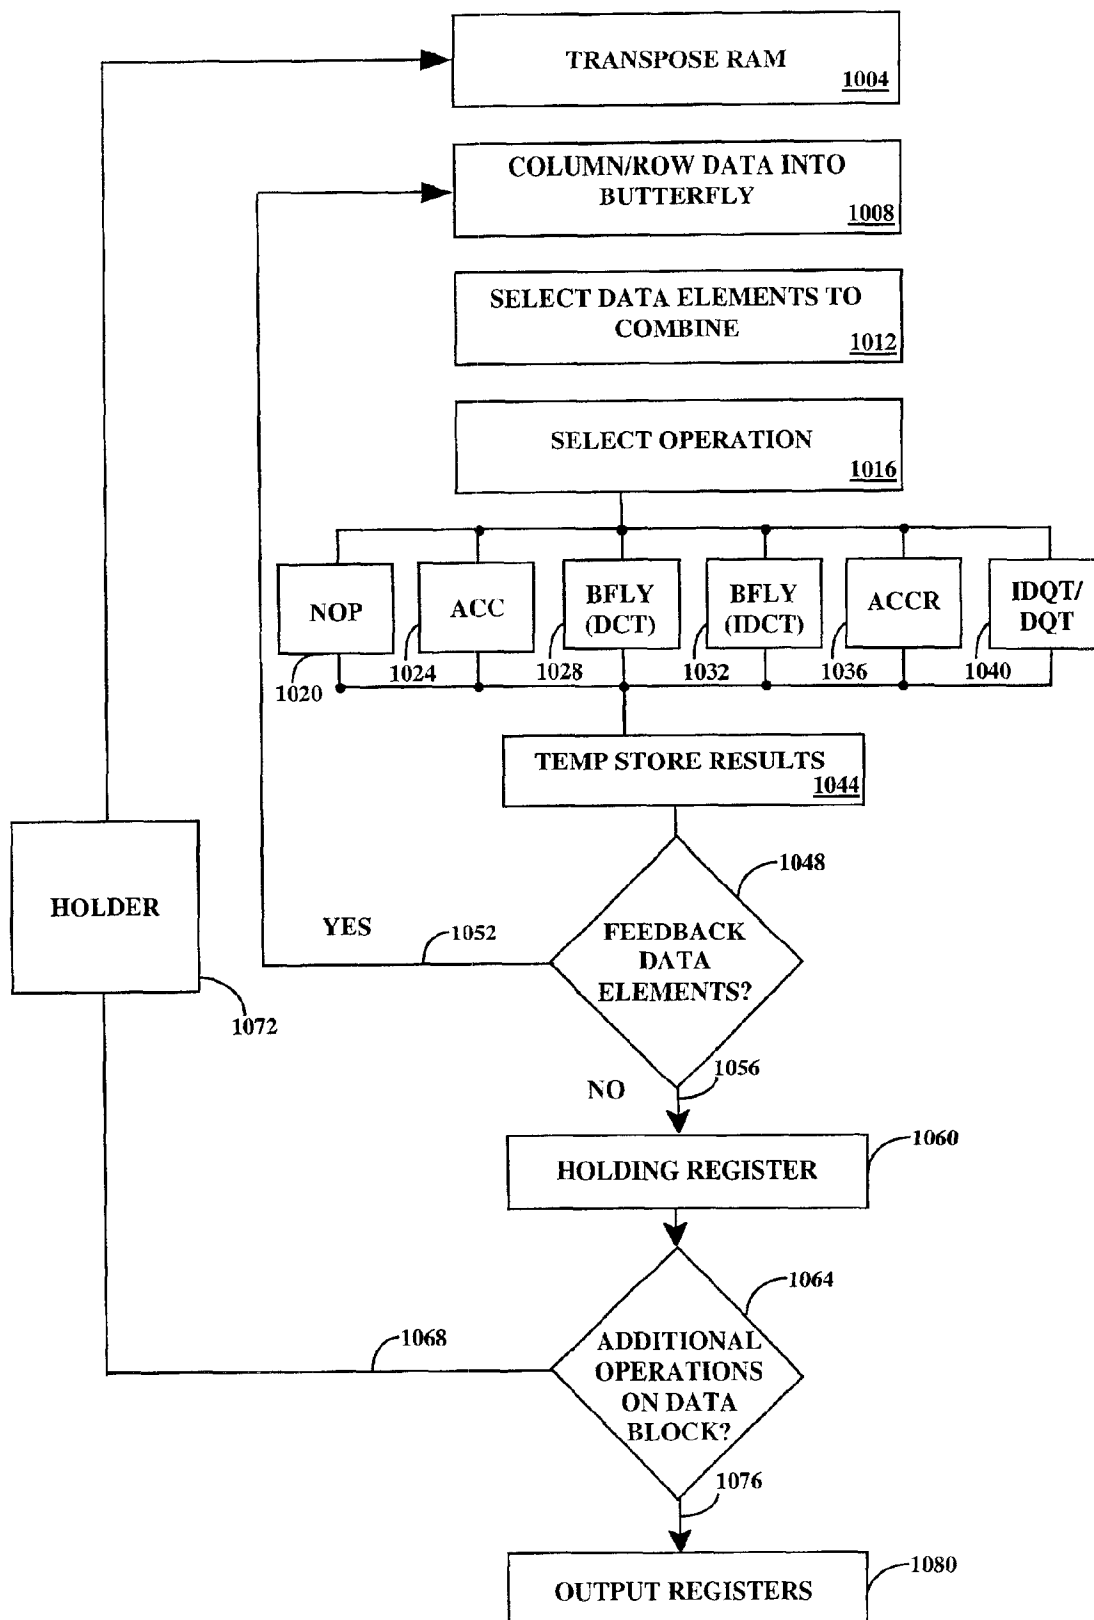 TRANSPOSE RAM
1004
COLUMN/ROW DATA INTO
BUTTERFLY
1008
SELECT DATA ELEMENTS TO
COMBINE
1012
SELECT OPERATION
1016
NOP
1020
ACC
1024
BFLY
(DCT)
1028
BFLY
(IDCT)
1032
ACCR
1036
IDQT/
DQT
1040
TEMP STORE RESULTS
1044
1048
FEEDBACK
DATA
ELEMENTS?
YES
1052
HOLDER
1072
1056
NO
HOLDING REGISTER
1060
1064
ADDITIONAL
OPERATIONS
ON DATA
BLOCK?
1068
1076
OUTPUT REGISTERS
1080